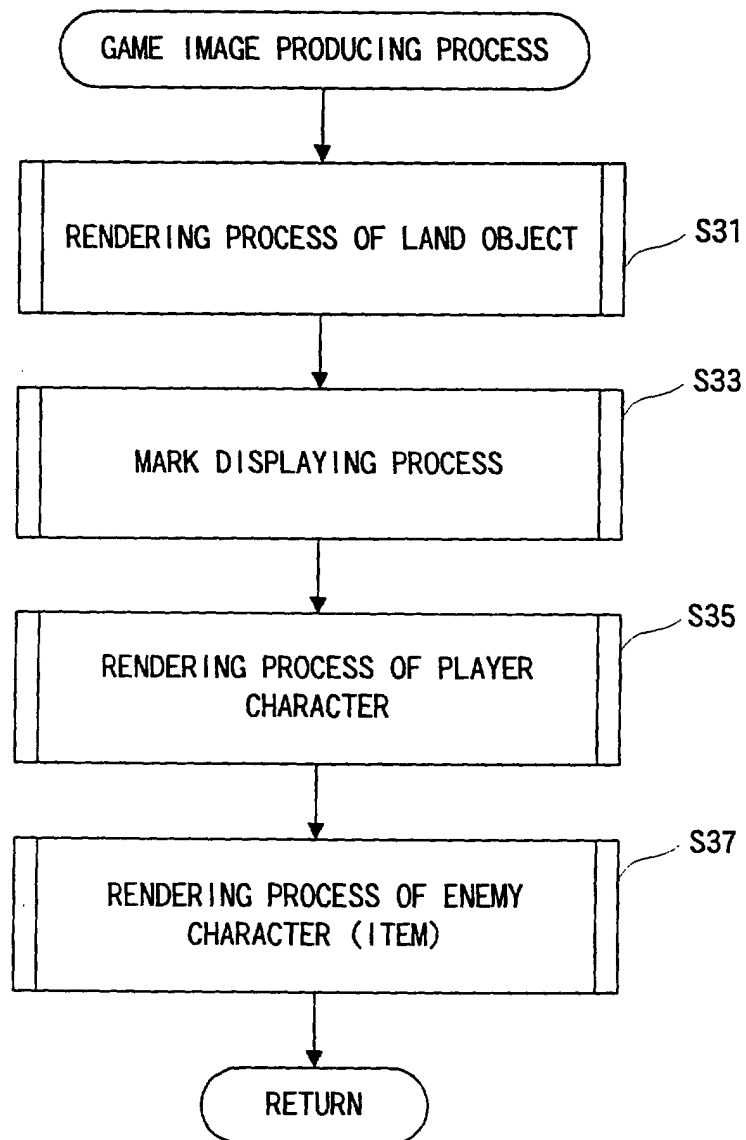 GAME IMAGE PRODUCING PROCESS
RENDERING PROCESS OF LAND OBJECT
S31
S33
MARK DISPLAYING PROCESS
S35
RENDERING PROCESS OF PLAYER
CHARACTER
S37
RENDERING PROCESS OF ENEMY
CHARACTER (ITEM)
RETURN